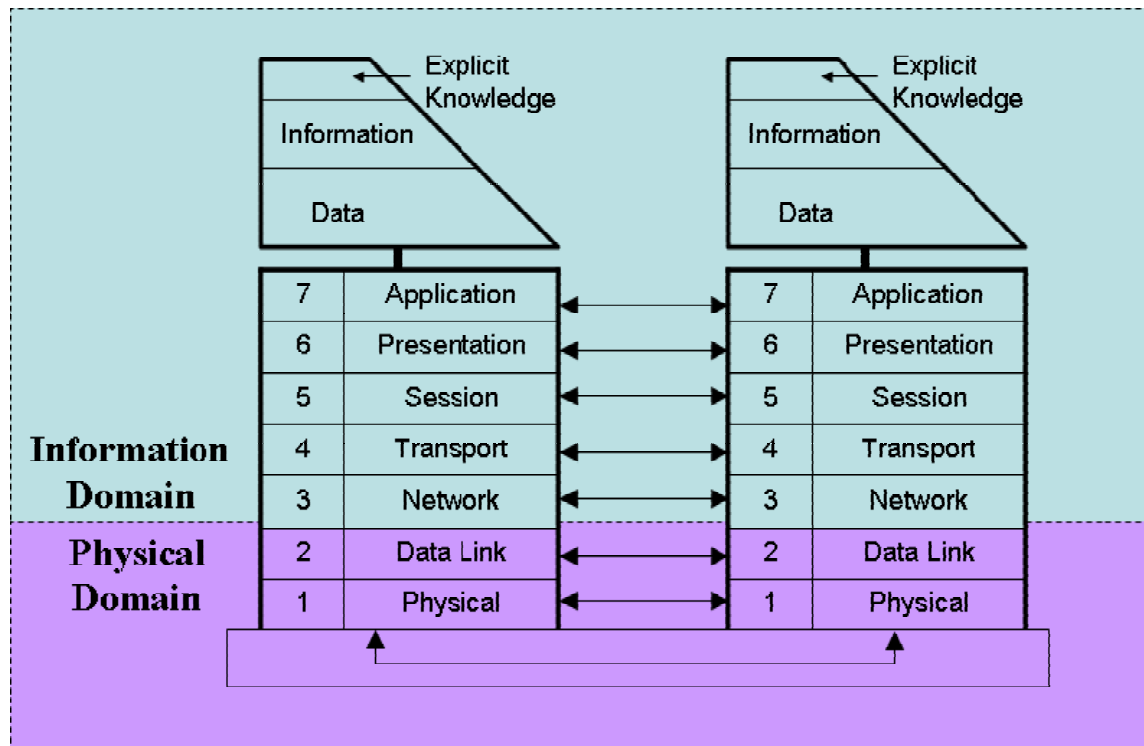 Explicit
Knowledge
Information
Data
Explicit
Knowledge
Information
Data
7 Application
6 Presentation
5 Session
4 Transport
3 Network
2 Data Link
1 Physical
7 Application
6 Presentation
5 Session
4 Transport
3 Network
2 Data Link
1 Physical
Information
Domain
Physical
Domain